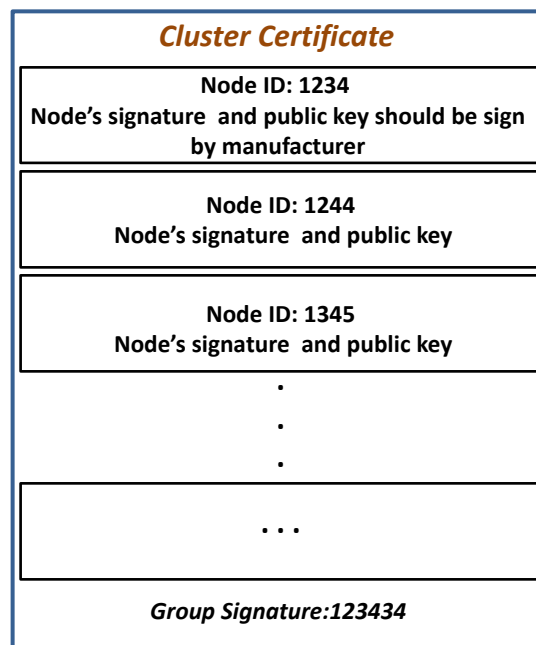 Cluster Certificate
Node ID: 1234
Node's signature  and public key should be sign
by manufacturer
Node ID: 1244
Node's signature  and public key
Node ID: 1345
Node's signature  and public key
.
.
.
. . .
Group Signature:123434